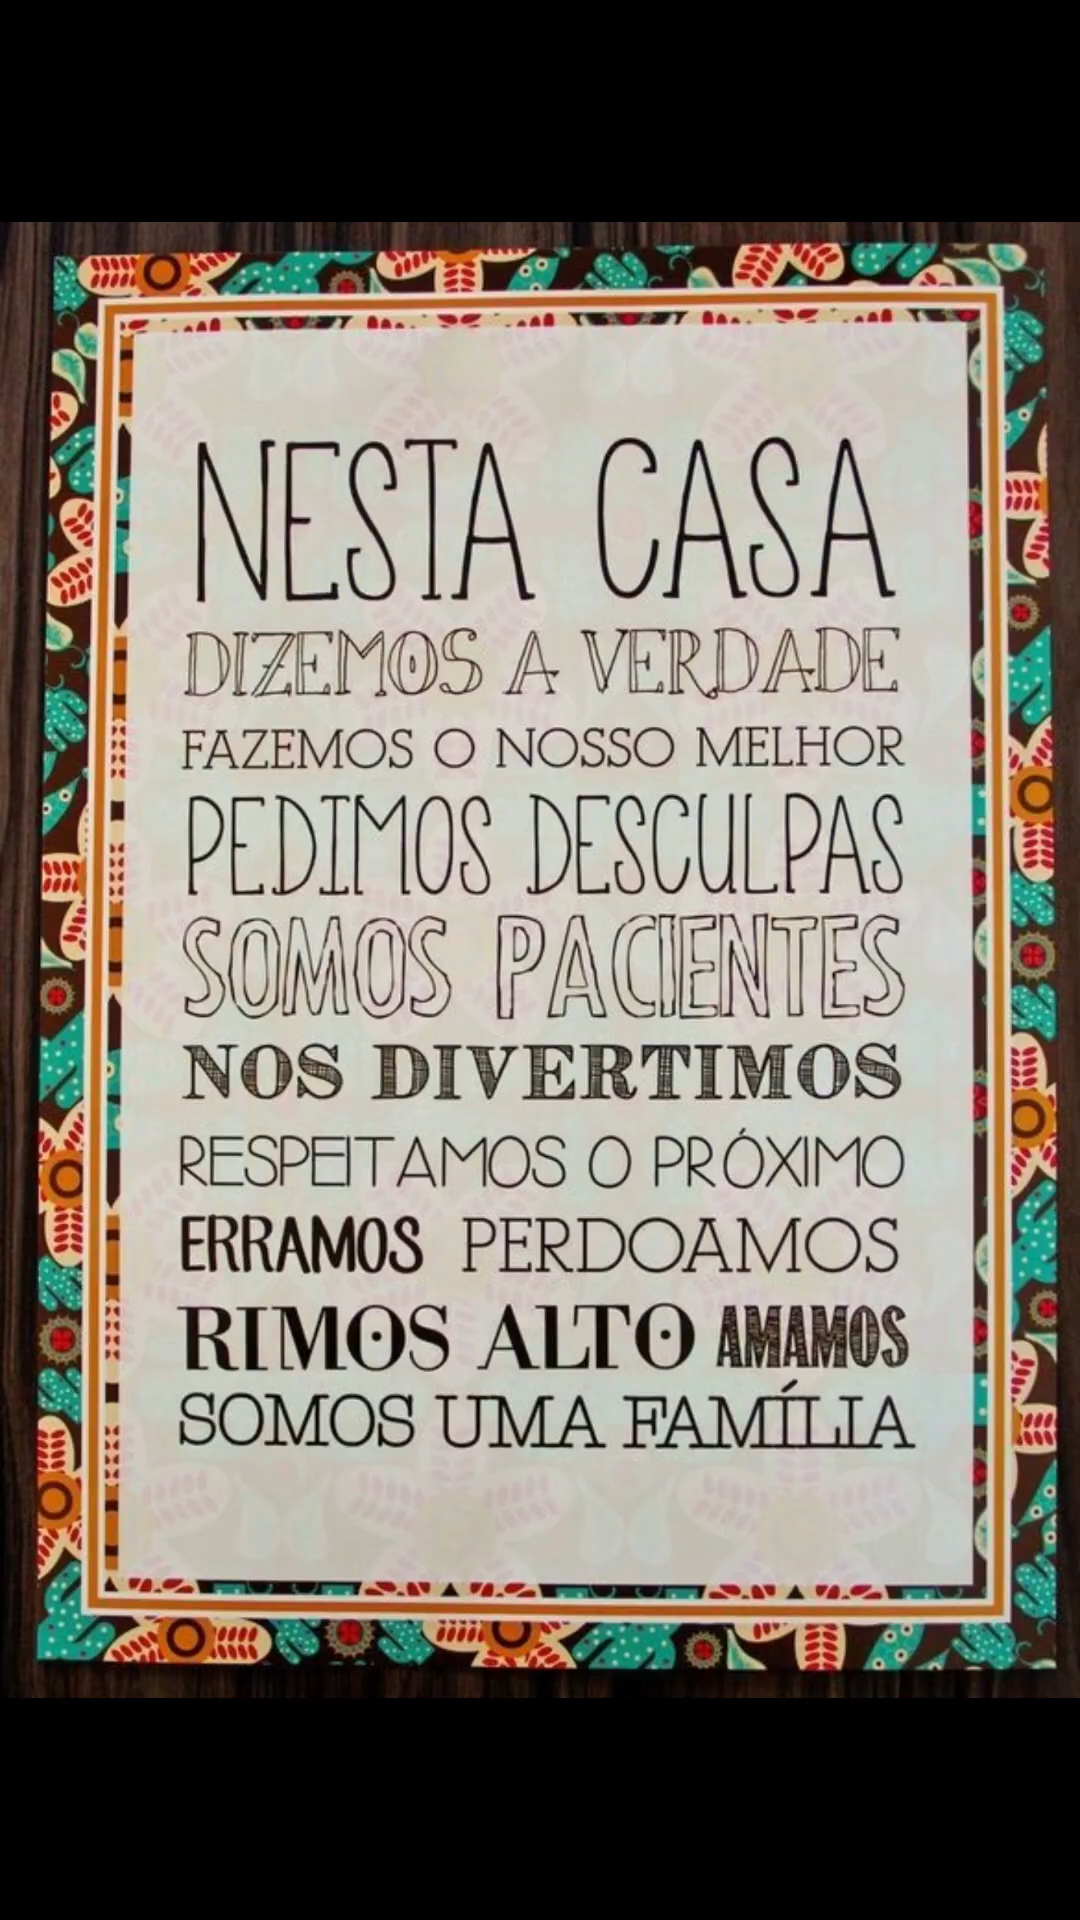 NESTA CASA
DIZEMOS A VERDADE
FAZEMOS O NOSSO MELHOR
PEDIMOS DESCULPAS
SOMOS PACIENTES
NOS DIVERTIMOS
RESPEITAMOS O PRÓXIMO
ERRAMOS PERDOAMOS
RIMOS ALTO AMAMOS
SOMOS UMA FAMÍLIA